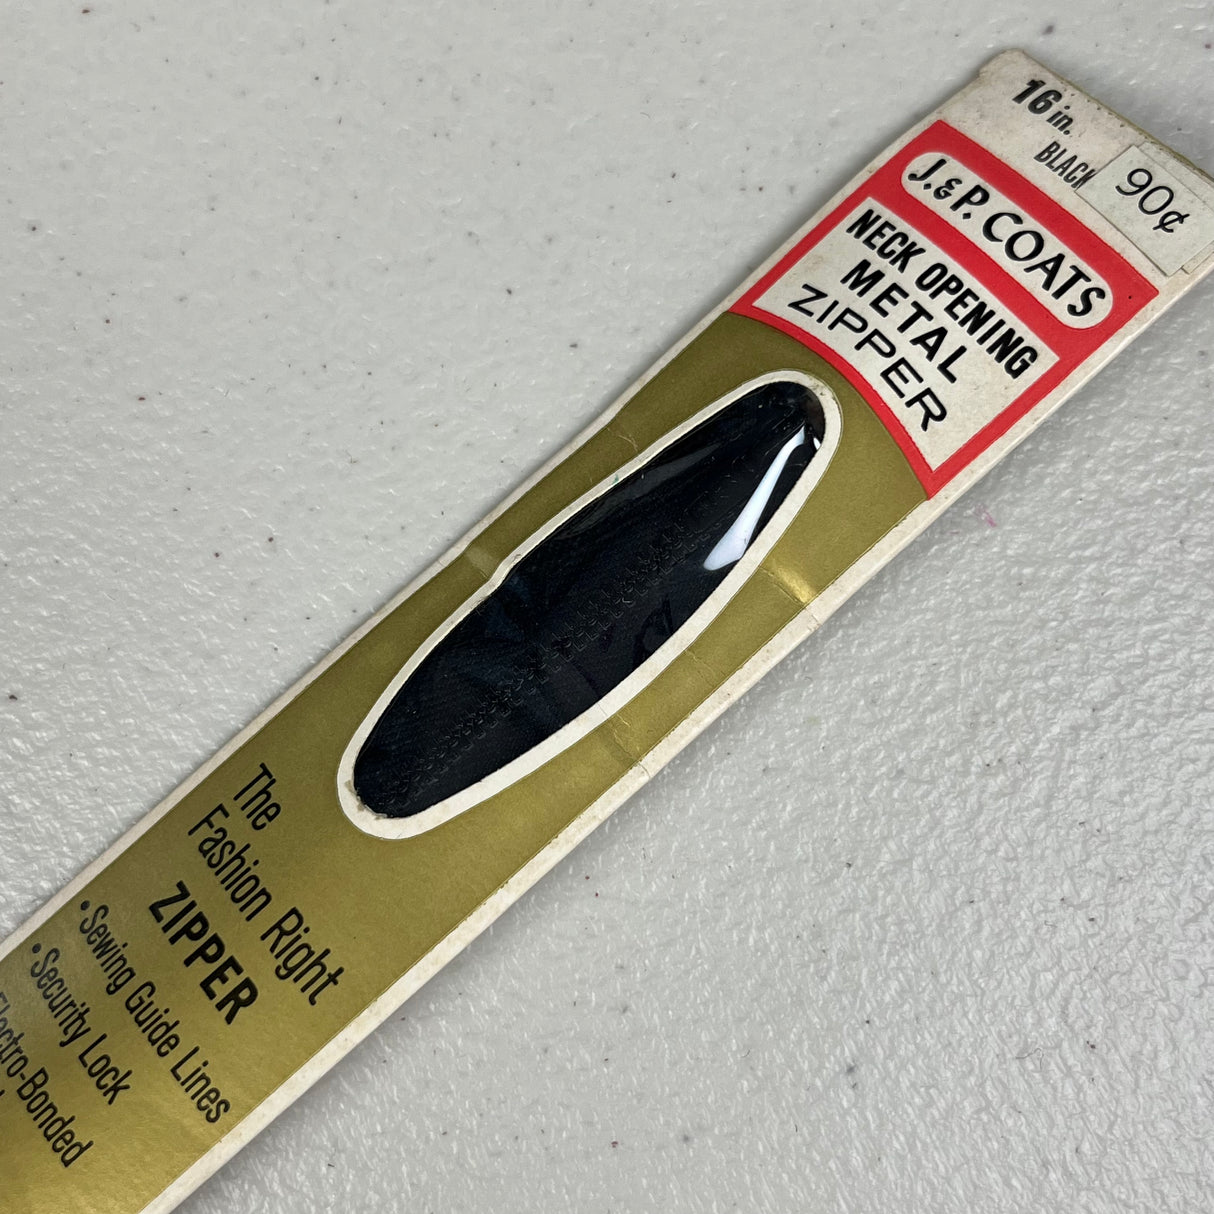 16 in.
BLACK
90¢
J. & P. COATS
NECK OPENING
METAL
ZIPPER
The
Fashion Right
ZIPPER
• Sewing Guide Lines
• Security Lock
Electro-Bonded